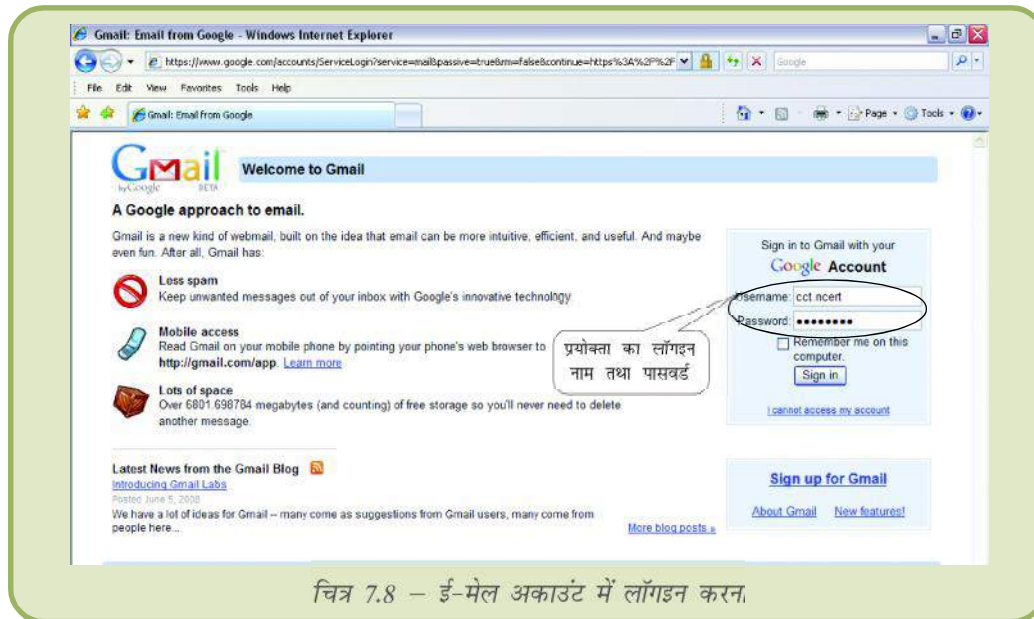 Gmail: Email from Google - Windows Internet Explorer
https://www.google.com/accounts/ServiceLogin?service=mail&passive=true&rm=false&continue=https%3A%2F%2F
Google
File Edit View Favorites Tools Help
Gmail: Email from Google
Page Tools
Gmail
by Google BETA
Welcome to Gmail
A Google approach to email.
Gmail is a new kind of webmail, built on the idea that email can be more intuitive, efficient, and useful. And maybe
even fun. After all, Gmail has:
Less spam
Keep unwanted messages out of your inbox with Google's innovative technology
Mobile access
Read Gmail on your mobile phone by pointing your phone's web browser to
http://gmail.com/app. Learn more
Lots of space
Over 6801.698784 megabytes (and counting) of free storage so you'll never need to delete
another message.
Latest News from the Gmail Blog
Introducing Gmail Labs
Posted June 5, 2008
We have a lot of ideas for Gmail -- many come as suggestions from Gmail users, many come from
people here...
More blog posts »
Sign in to Gmail with your
Google Account
Username: cct.ncert
Password: ••••••••
Remember me on this
computer.
Sign in
I cannot access my account
प्रयोक्ता का लॉगइन
नाम तथा पासवर्ड
Sign up for Gmail
About Gmail New features!
चित्र 7.8 – ई-मेल अकाउंट में लॉगइन करना